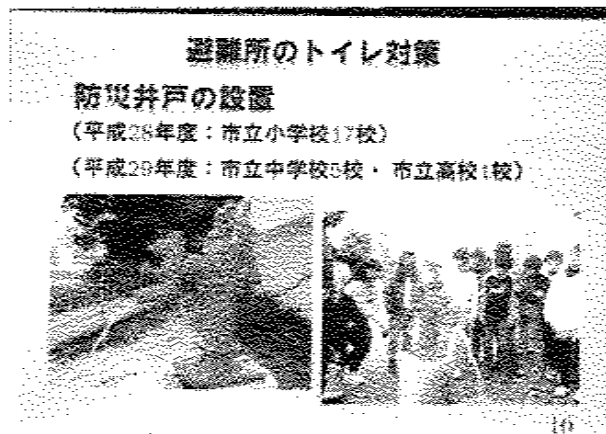 避難所のトイレ対策
防災井戸の設置
(平成28年度:市立小学校17校)
(平成29年度:市立中学校8校・市立高校1校)
10